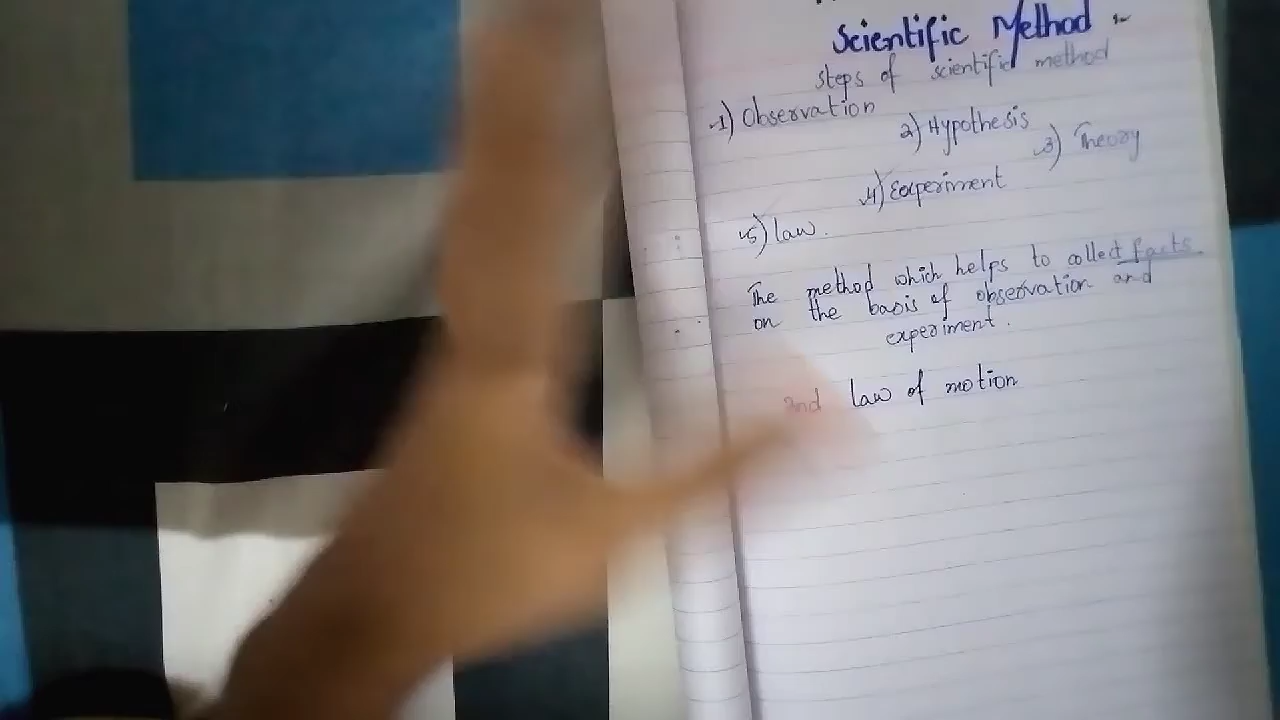 Scientific Method
steps of scientific method
1) Observation
2) Hypothesis
3) Theory
4) Experiment
5) law.
The method which helps to collect facts
on the basis of observation and
experiment.
and law of motion